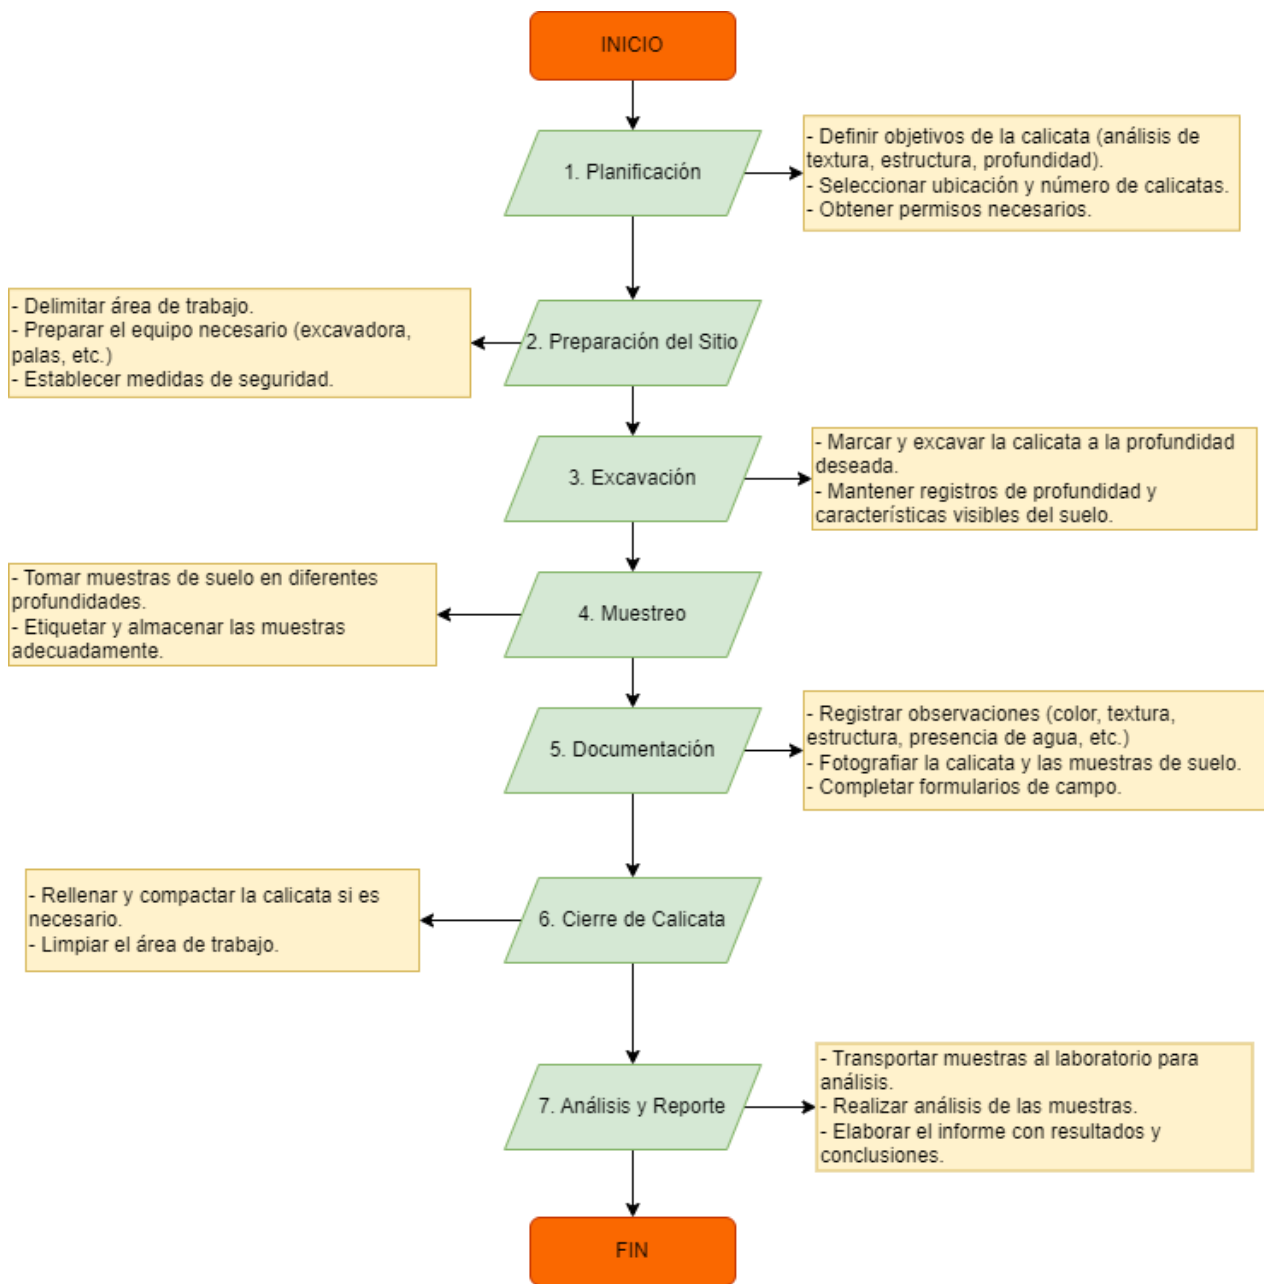 INICIO
1. Planificación
- Definir objetivos de la calicata (análisis de
textura, estructura, profundidad).
- Seleccionar ubicación y número de calicatas.
- Obtener permisos necesarios.
- Delimitar área de trabajo.
- Preparar el equipo necesario (excavadora,
palas, etc.)
- Establecer medidas de seguridad.
2. Preparación del Sitio
3. Excavación
- Marcar y excavar la calicata a la profundidad
deseada.
- Mantener registros de profundidad y
características visibles del suelo.
- Tomar muestras de suelo en diferentes
profundidades.
- Etiquetar y almacenar las muestras
adecuadamente.
4. Muestreo
5. Documentación
- Registrar observaciones (color, textura,
estructura, presencia de agua, etc.)
- Fotografiar la calicata y las muestras de suelo.
- Completar formularios de campo.
- Rellenar y compactar la calicata si es
necesario.
- Limpiar el área de trabajo.
6. Cierre de Calicata
7. Análisis y Reporte
- Transportar muestras al laboratorio para
análisis.
- Realizar análisis de las muestras.
- Elaborar el informe con resultados y
conclusiones.
FIN